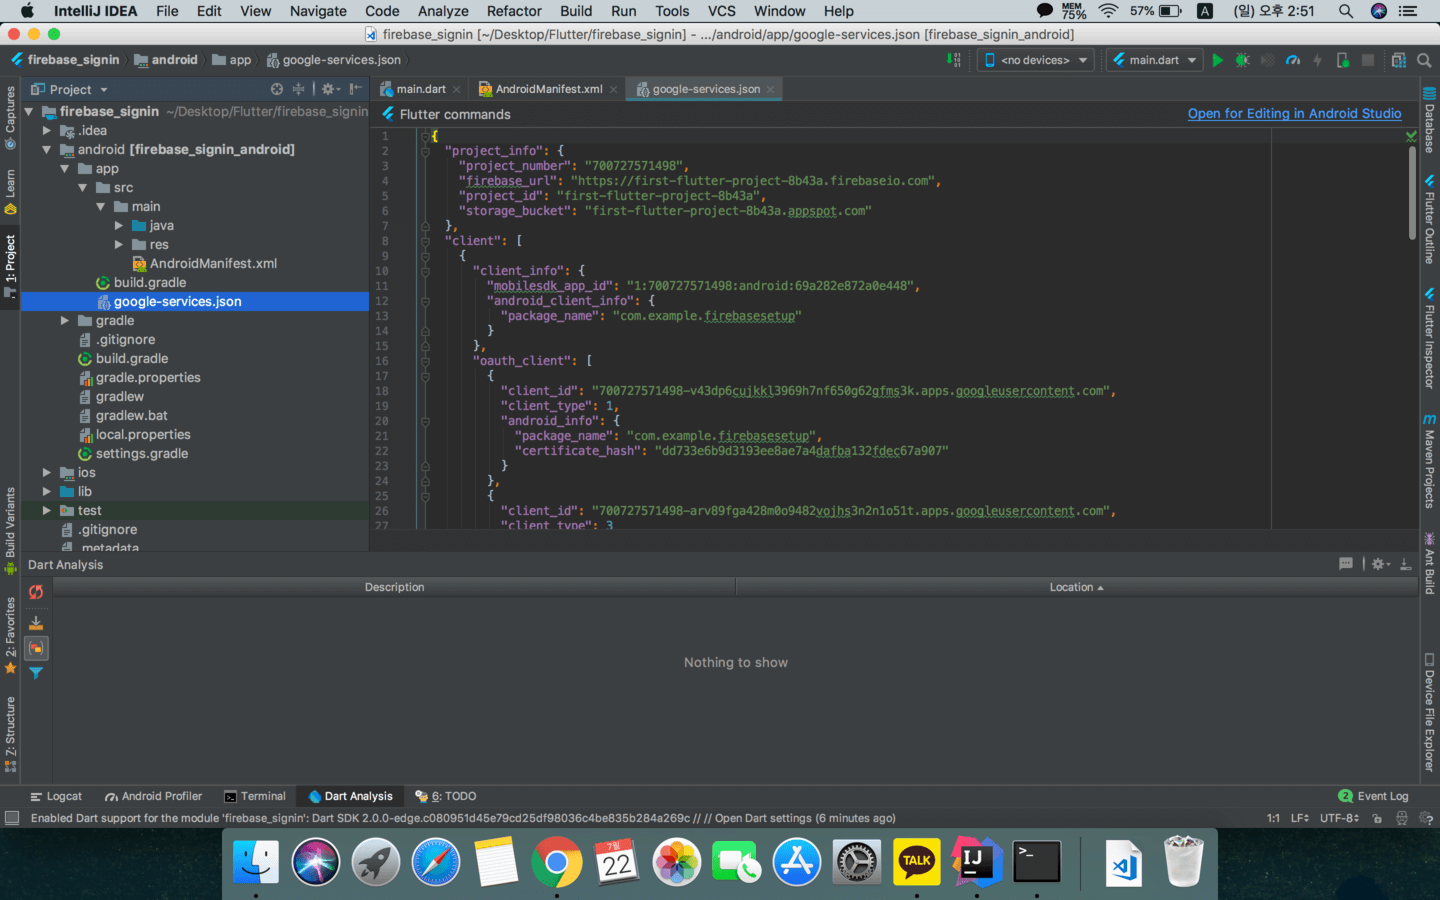 IntelliJ IDEA File Edit View Navigate Code Analyze Refactor Build Run Tools VCS Window Help MEM 75% 57% A (일) 오후 2:51
firebase_signin [~/Desktop/Flutter/firebase_signin] - .../android/app/google-services.json [firebase_signin_android]
firebase_signin android app google-services.json <no devices> main.dart
Project main.dart AndroidManifest.xml google-services.json
firebase_signin ~/Desktop/Flutter/firebase_signin
Flutter commands Open for Editing in Android Studio
.idea
android [firebase_signin_android]
app
src
main
java
res
AndroidManifest.xml
build.gradle
google-services.json
gradle
.gitignore
build.gradle
gradle.properties
gradlew
gradlew.bat
local.properties
settings.gradle
ios
lib
test
.gitignore
.metadata
1 {
2 "project_info": {
3 "project_number": "700727571498",
4 "firebase_url": "https://first-flutter-project-8b43a.firebaseio.com",
5 "project_id": "first-flutter-project-8b43a",
6 "storage_bucket": "first-flutter-project-8b43a.appspot.com"
7 },
8 "client": [
9 {
10 "client_info": {
11 "mobilesdk_app_id": "1:700727571498:android:69a282e872a0e448",
12 "android_client_info": {
13 "package_name": "com.example.firebasesetup"
14 }
15 },
16 "oauth_client": [
17 {
18 "client_id": "700727571498-v43dp6cujkkl3969h7nf650g62gfms3k.apps.googleusercontent.com",
19 "client_type": 1,
20 "android_info": {
21 "package_name": "com.example.firebasesetup",
22 "certificate_hash": "dd733e6b9d3193ee8ae7a4dafba132fdec67a907"
23 }
24 },
25 {
26 "client_id": "700727571498-arv89fga428m0o9482vojhs3n2n1o51t.apps.googleusercontent.com",
27 "client_type": 3
Captures
Learn
1: Project
Build Variants
2: Favorites
7: Structure
Database
Flutter Outline
Flutter Inspector
Maven Projects
Ant Build
Device File Explorer
Dart Analysis
Description Location
Nothing to show
Logcat Android Profiler Terminal Dart Analysis 6: TODO 2 Event Log
Enabled Dart support for the module 'firebase_signin': Dart SDK 2.0.0-edge.c080951d45e79cd25df98036c4be835b284a269c // // Open Dart settings (6 minutes ago) 1:1 LF UTF-8
7월
22
TALK
IJ
>_